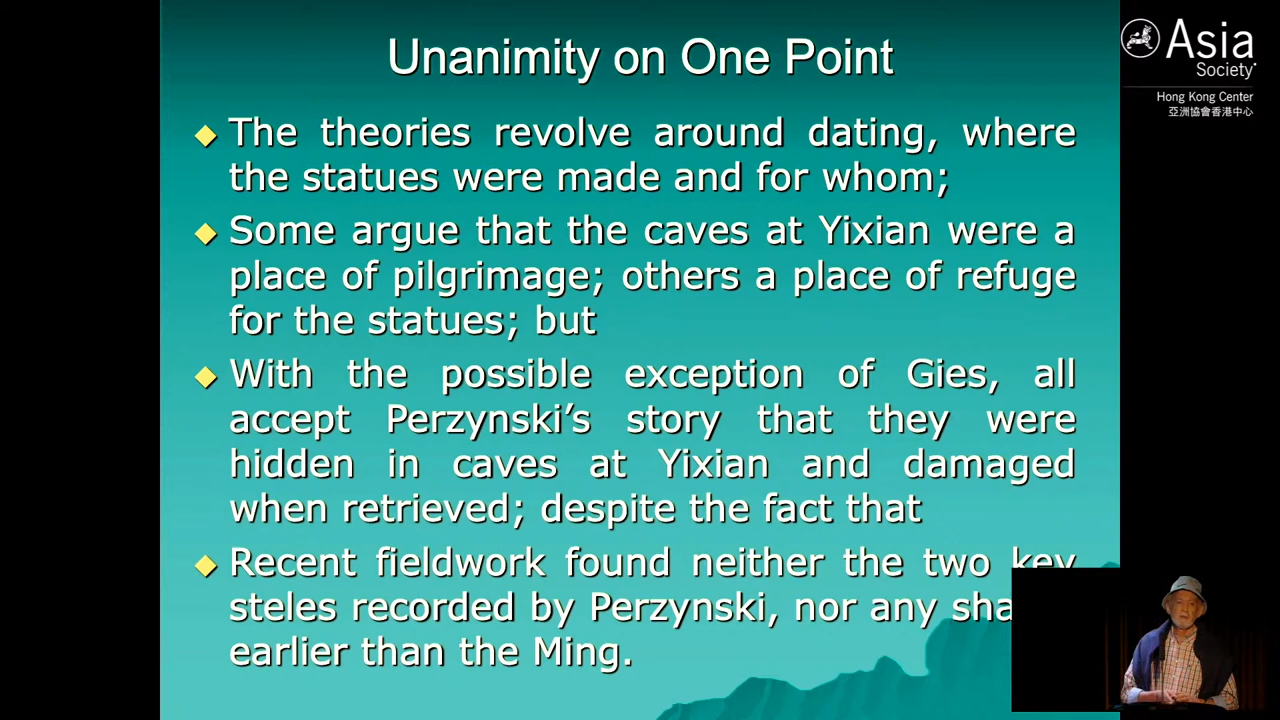 Unanimity on One Point
The theories revolve around dating, where
the statues were made and for whom;
Some argue that the caves at Yixian were a
place of pilgrimage; others a place of refuge
for the statues; but
With the possible exception of Gies, all
accept Perzynski’s story that they were
hidden in caves at Yixian and damaged
when retrieved; despite the fact that
Recent fieldwork found neither the two key
steles recorded by Perzynski, nor any
earlier than the Ming.
Asia
Society
Hong Kong Center
亞洲協會香港中心